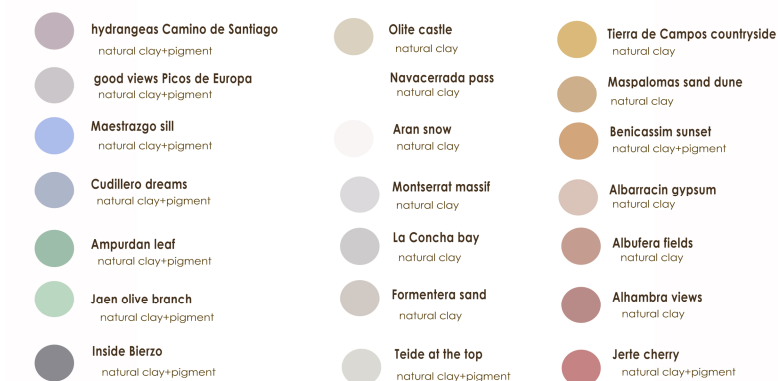 hydrangeas Camino de Santiago
natural clay+pigment
good views Picos de Europa
natural clay+pigment
Maestrazgo sill
natural clay+pigment
Cudillero dreams
natural clay+pigment
Ampurdan leaf
natural clay+pigment
Jaen olive branch
natural clay+pigment
Inside Bierzo
natural clay+pigment
Olite castle
natural clay
Navacerrada pass
natural clay
Aran snow
natural clay
Montserrat massif
natural clay
La Concha bay
natural clay
Formentera sand
natural clay
Teide at the top
natural clay+pigment
Tierra de Campos countryside
natural clay
Maspalomas sand dune
natural clay
Benicassim sunset
natural clay+pigment
Albarracin gypsum
natural clay
Albufera fields
natural clay
Alhambra views
natural clay
Jerte cherry
natural clay+pigment